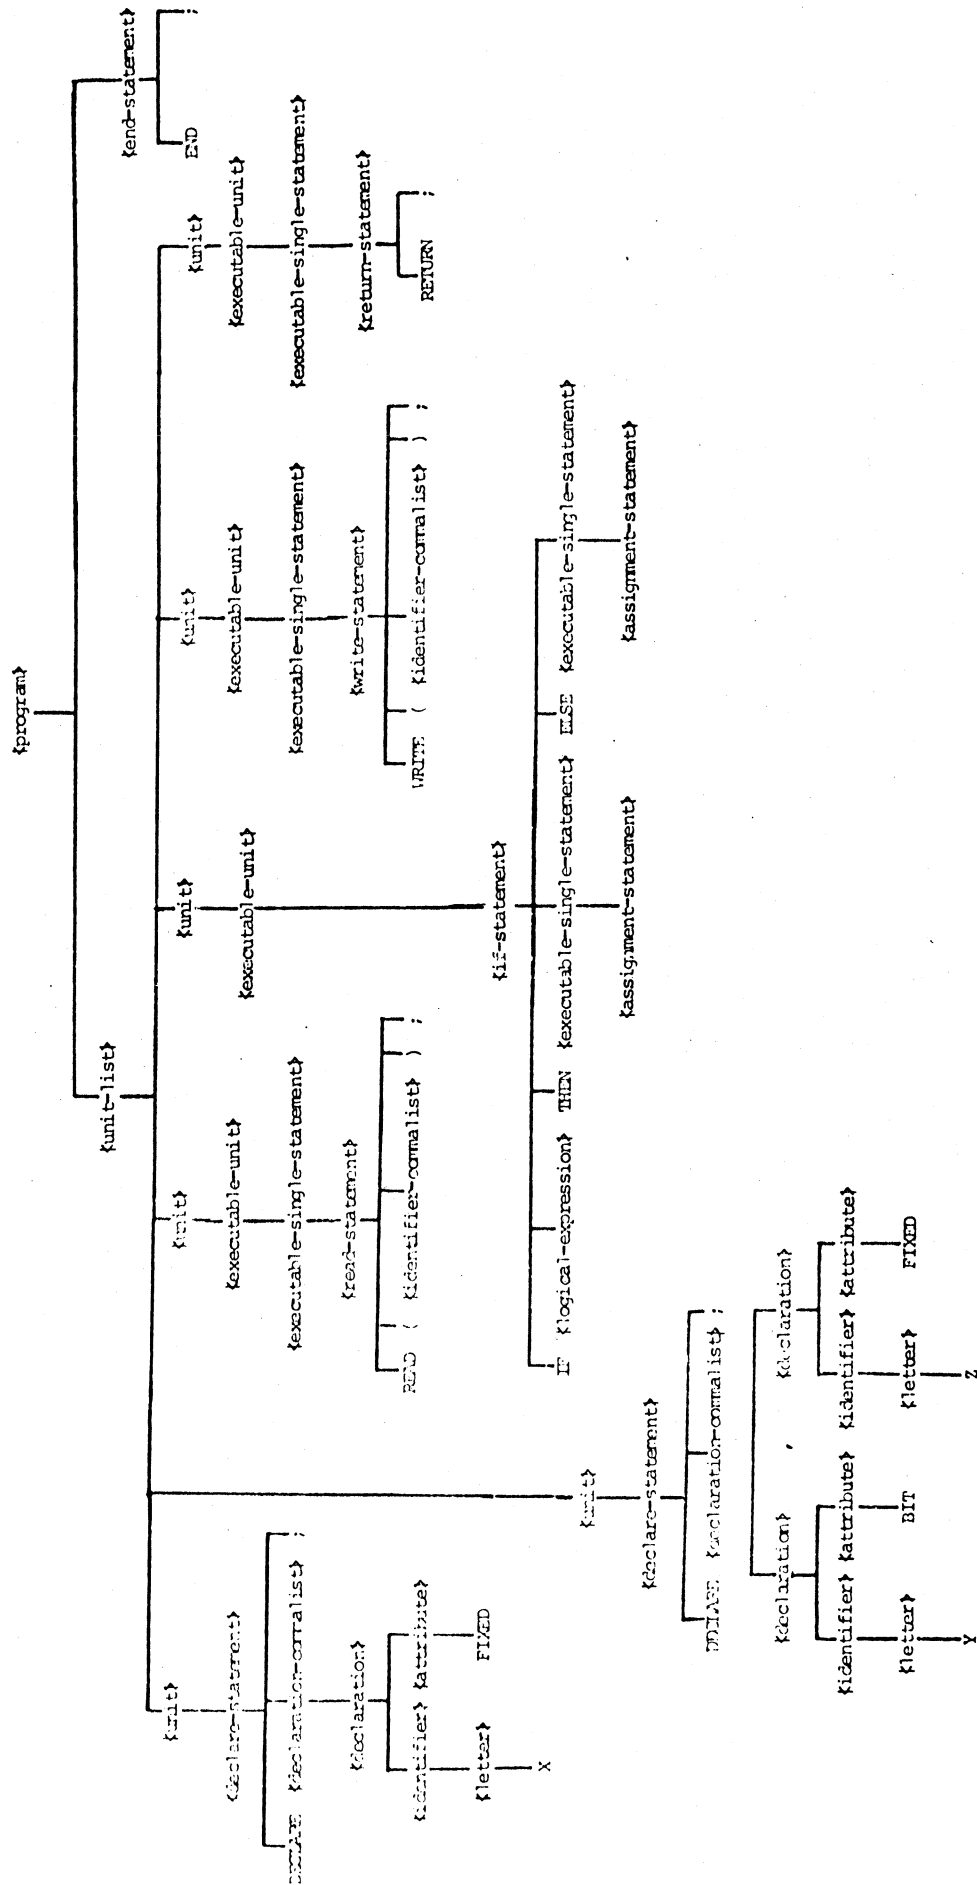 ⟨program⟩
⟨unit-list⟩ ⟨end-statement⟩
END ;
⟨unit⟩ ⟨unit⟩ ⟨unit⟩ ⟨unit⟩ ⟨unit⟩
⟨declare-statement⟩ ⟨executable-unit⟩ ⟨executable-unit⟩ ⟨executable-unit⟩ ⟨executable-unit⟩
DECLARE ⟨declaration-commalist⟩ ; ⟨executable-single-statement⟩ ⟨executable-single-statement⟩ ⟨executable-single-statement⟩
⟨declaration⟩ ⟨read-statement⟩ ⟨write-statement⟩ ⟨return-statement⟩
⟨identifier⟩ ⟨attribute⟩ READ ( ⟨identifier-commalist⟩ ) ; WRITE ( ⟨identifier-commalist⟩ ) ; RETURN ;
⟨letter⟩ FIXED ⟨if-statement⟩
X IF ⟨logical-expression⟩ THEN ⟨executable-single-statement⟩ ELSE ⟨executable-single-statement⟩
⟨unit⟩
⟨declare-statement⟩ ⟨assignment-statement⟩ ⟨assignment-statement⟩
DECLARE ⟨declaration-commalist⟩ ;
⟨declaration⟩ , ⟨declaration⟩
⟨identifier⟩ ⟨attribute⟩ ⟨identifier⟩ ⟨attribute⟩
⟨letter⟩ BIT ⟨letter⟩ FIXED
Y Z